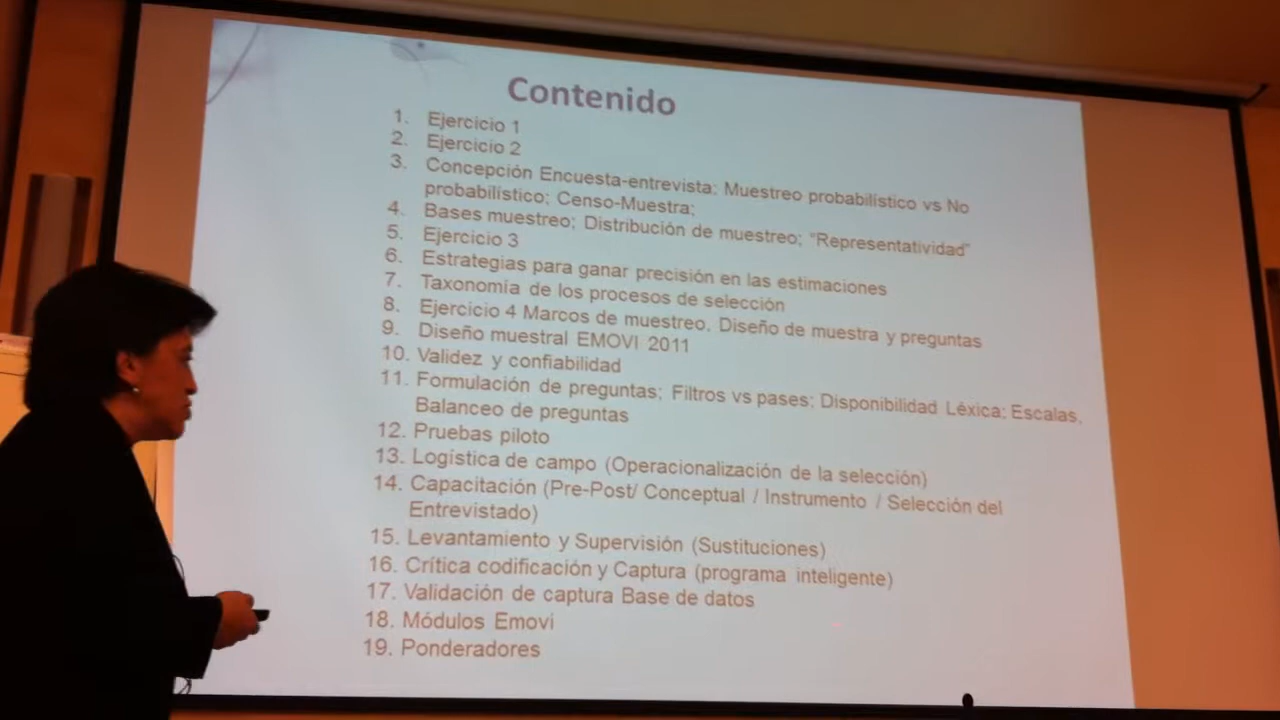 Contenido
1. Ejercicio 1
2. Ejercicio 2
3. Concepción Encuesta-entrevista: Muestreo probabilístico vs No
probabilístico; Censo-Muestra;
4. Bases muestreo; Distribución de muestreo; "Representatividad"
5. Ejercicio 3
6. Estrategias para ganar precisión en las estimaciones
7. Taxonomía de los procesos de selección
8. Ejercicio 4 Marcos de muestreo. Diseño de muestra y preguntas
9. Diseño muestral EMOVI 2011
10. Validez y confiabilidad
11. Formulación de preguntas; Filtros vs pases; Disponibilidad Léxica; Escalas.
Balanceo de preguntas
12. Pruebas piloto
13. Logística de campo (Operacionalización de la selección)
14. Capacitación (Pre-Post/ Conceptual / Instrumento / Selección del
Entrevistado)
15. Levantamiento y Supervisión (Sustituciones)
16. Crítica codificación y Captura (programa inteligente)
17. Validación de captura Base de datos
18. Módulos Emovi
19. Ponderadores